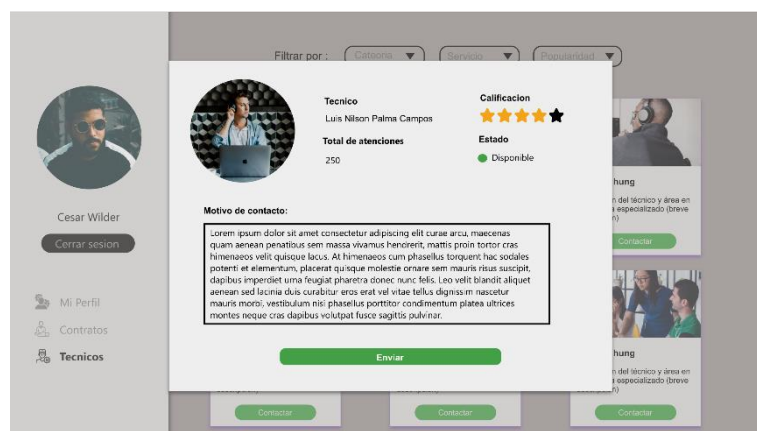 Filtrar por :
Servicio
Popularidad
Cesar Wilder
Cerrar sesion
Mi Perfil
Contratos
Tecnicos
Tecnico
Luis Nilson Palma Campos
Total de atenciones
250
Calificacion
Estado
Disponible
Motivo de contacto:
Lorem ipsum dolor sit amet consectetur adipiscing elit curae arcu, maecenas
quam aenean penatibus sem massa vivamus hendrerit, mattis proin tortor cras
himenaeos velit quisque lacus. At himenaeos cum phasellus torquent hac sodales
potenti et elementum, placerat quisque molestie ornare sem mauris risus suscipit,
dapibus imperdiet urna feugiat pharetra donec nunc felis. Leo velit blandit aliquet
aenean sed lacinia duis curabitur eros erat vel vitae tellus dignissim nascetur
mauris morbi, vestibulum nisi phasellus porttitor condimentum platea ultrices
montes neque cras dapibus volutpat fusce sagittis pulvinar.
Enviar
hung
del técnico y área en
especializado (breve
Contactar
hung
del técnico y área en
especializado (breve
Contactar
Contactar
Contactar